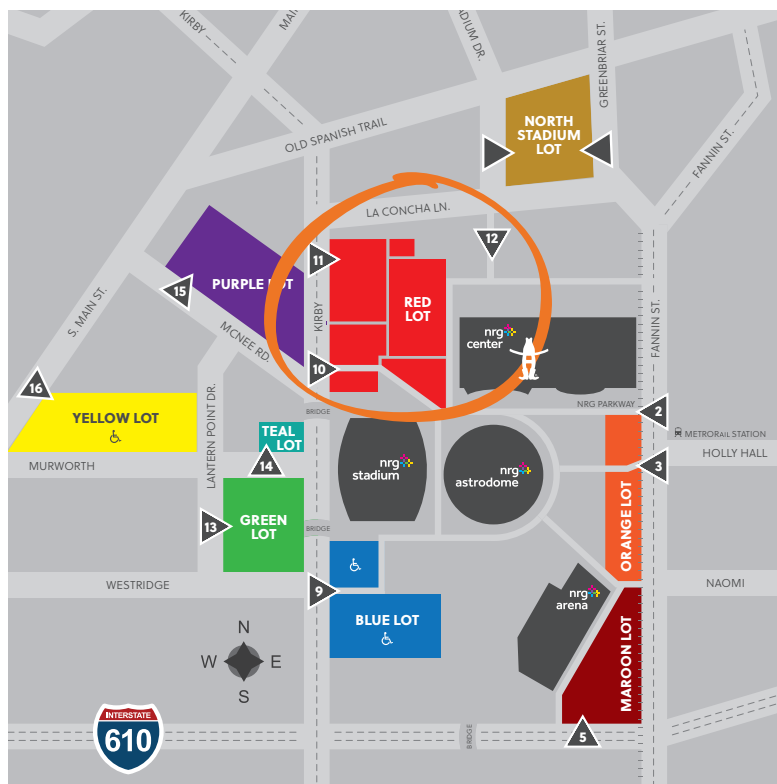 KIRBY
MAIN
ADIUM DR.
GREENBRIAR ST.
NORTH
STADIUM
LOT
OLD SPANISH TRAIL
FANNIN ST.
LA CONCHA LN.
12
11
PURPLE LOT
15
RED
LOT
KIRBY
S. MAIN ST.
MCNEE RD.
nrg
center
FANNIN ST.
10
16
LANTERN POINT DR.
BRIDGE
NRG PARKWAY
2
YELLOW LOT
TEAL
LOT
METRORAIL STATION
HOLLY HALL
MURWORTH
14
nrg
stadium
nrg
astrodome
3
13
GREEN
LOT
BRIDGE
ORANGE LOT
WESTRIDGE
9
NAOMI
nrg
arena
BLUE LOT
MAROON LOT
N
W E
S
INTERSTATE
610
BRIDGE
5